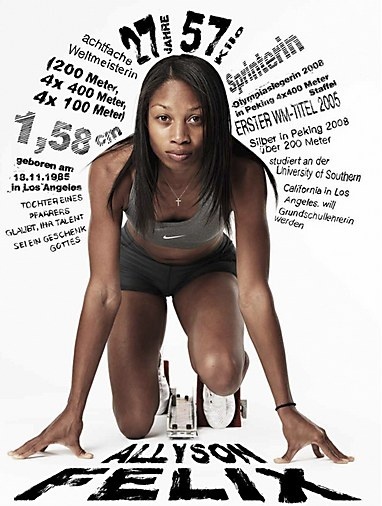 achtfache
Weltmeisterin
(200 Meter,
4x 400 Meter,
4x 100 Meter)
1,58 cm
geboren am
18.11.1985
in Los Angeles
TOCHTER EINES
PFARRERS
GLAUBT, IHR TALENT
SEI EIN GESCHENK
GOTTES
27 JAHRE
57 KILO
Sprinterin
Olympiasiegerin 2008
in Peking 4x400 Meter
Staffel
ERSTER WM-TITEL 2005
Silber in Peking 2008
über 200 Meter
studiert an der
University of Southern
California in Los
Angeles. will
Grundschullehrerin
werden
ALLYSON
FELIX